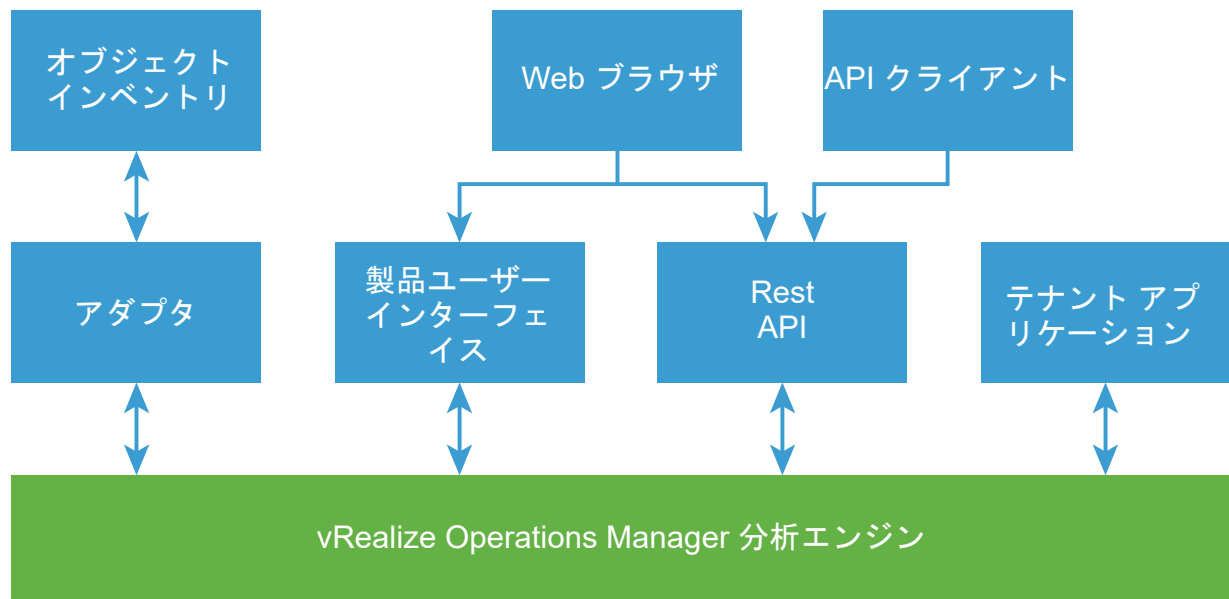 オブジェクト
インベントリ
Web ブラウザ
API クライアント
アダプタ
製品ユーザー
インターフェ
イス
Rest
API
テナント アプ
リケーション
vRealize Operations Manager 分析エンジン